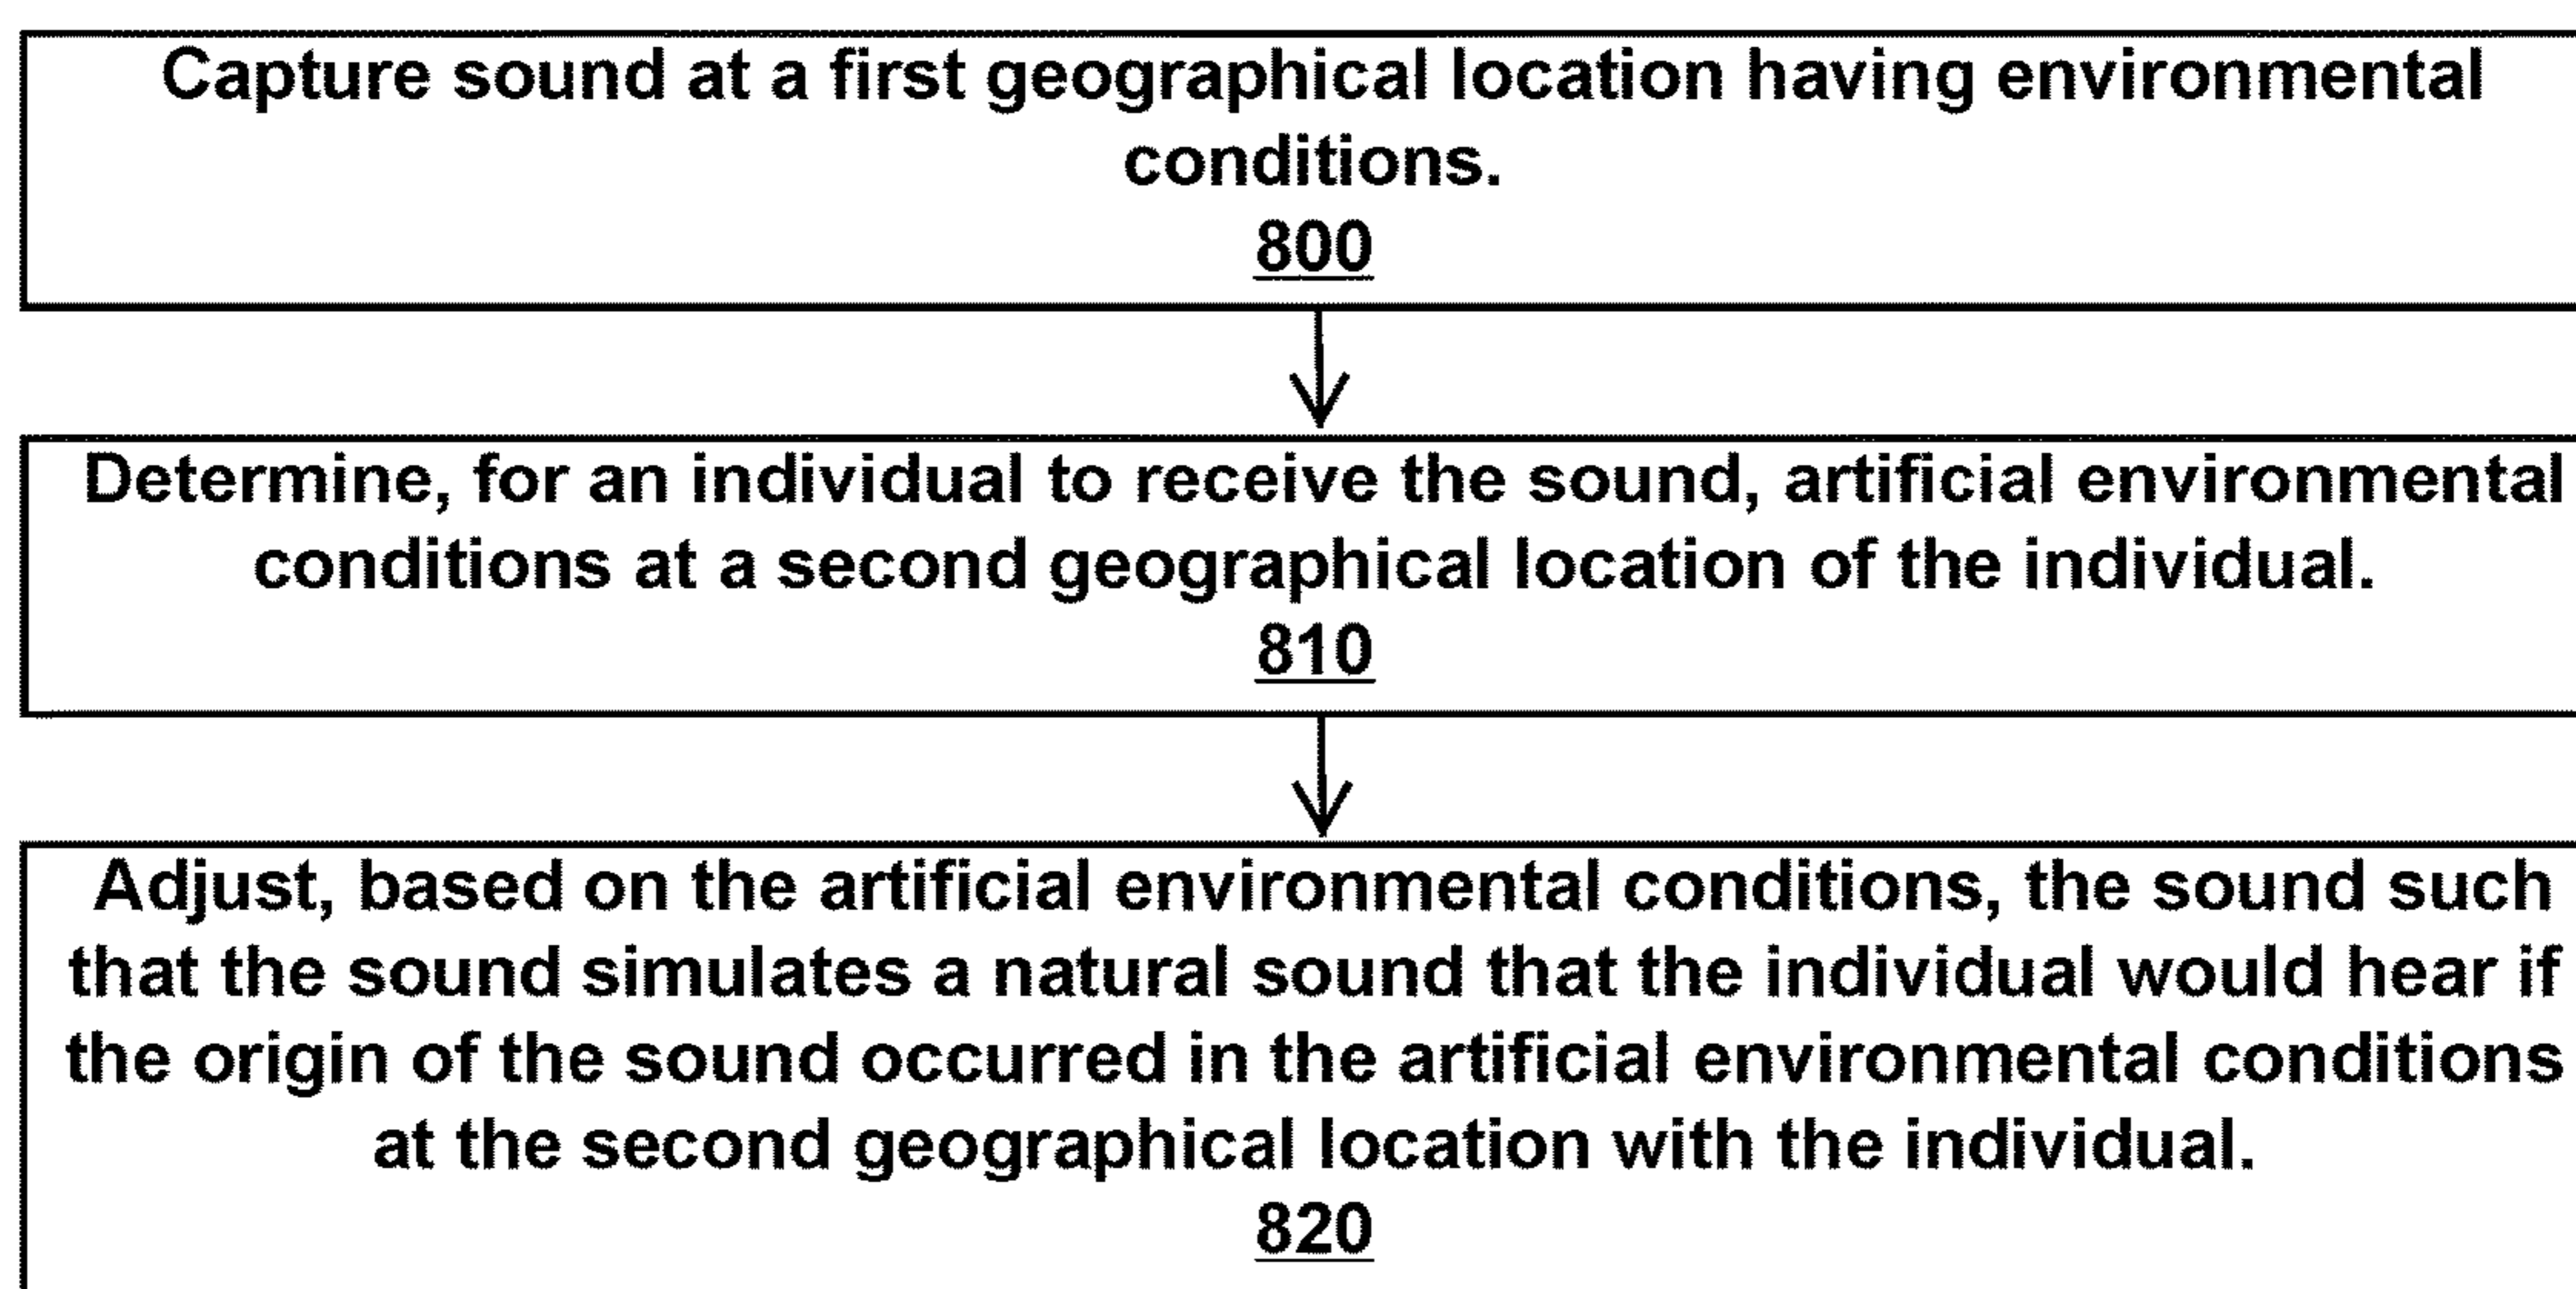 Capture sound at a first geographical location having environmental
conditions.
800
Determine, for an individual to receive the sound, artificial environmental
conditions at a second geographical location of the individual.
810
Adjust, based on the artificial environmental conditions, the sound such
that the sound simulates a natural sound that the individual would hear if
the origin of the sound occurred in the artificial environmental conditions
at the second geographical location with the individual.
820